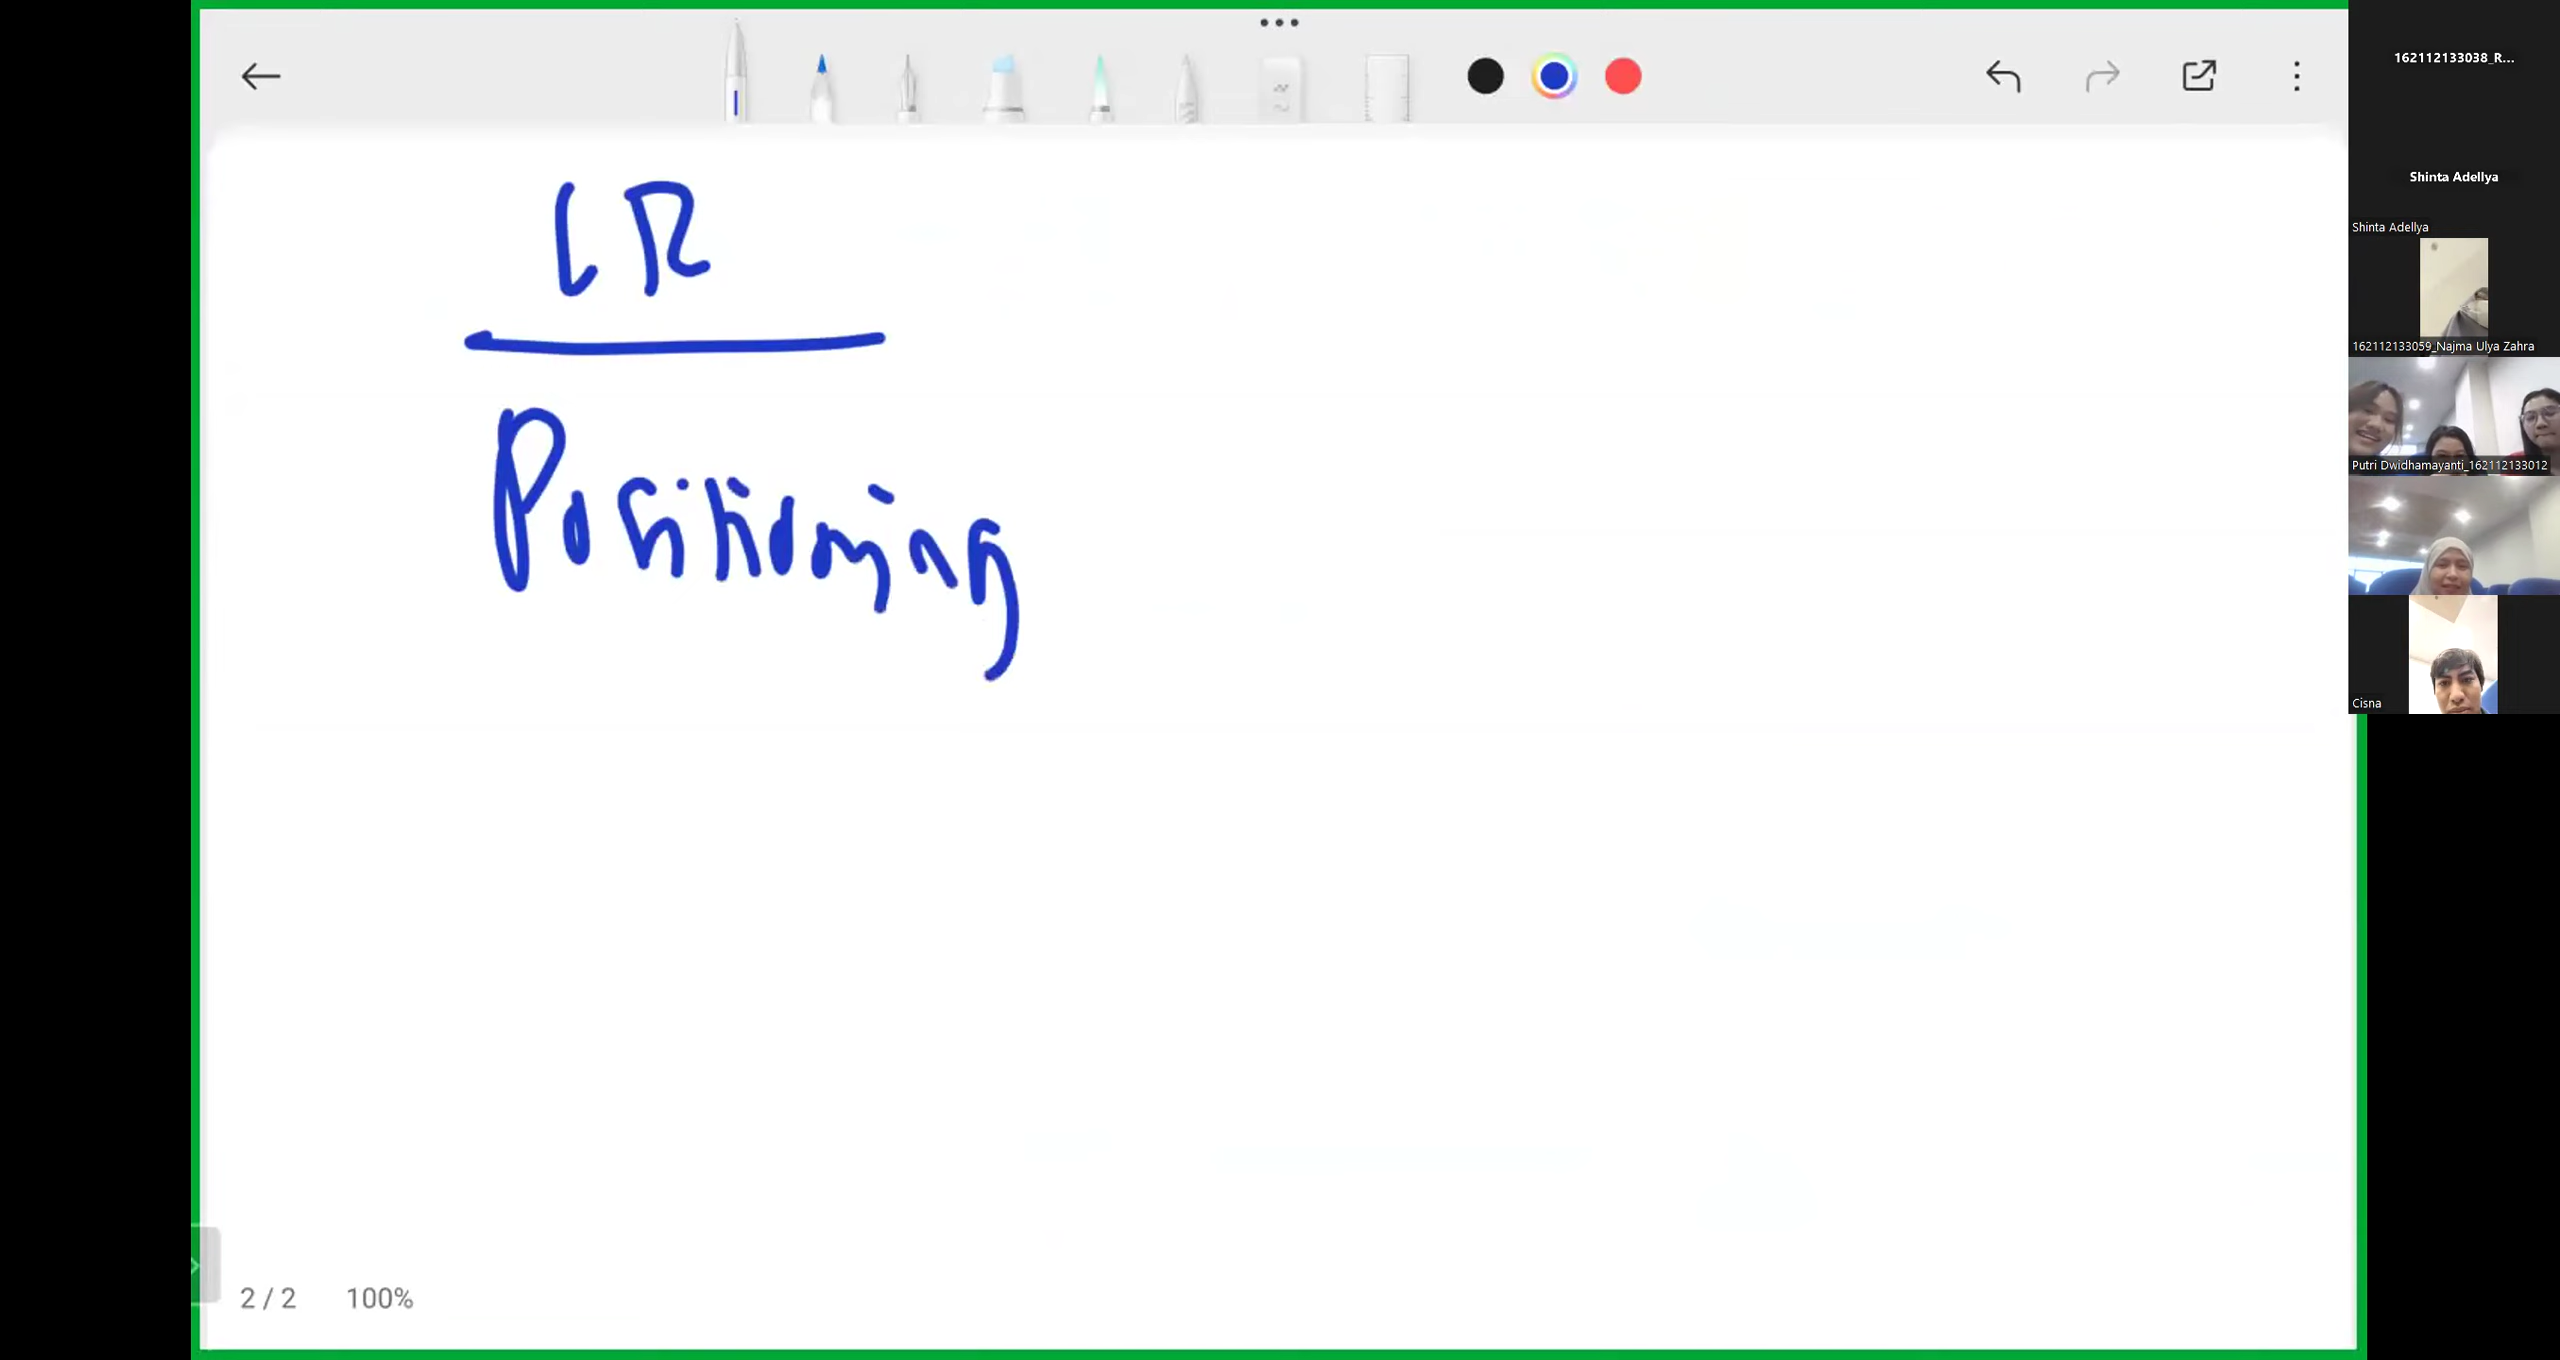 162112133038_R...
Shinta Adellya
Shinta Adellya
162112133059_Najma Ulya Zahra
Putri Dwidhamayanti_162112133012
Cisna
LR
Positioning
2 / 2
100%